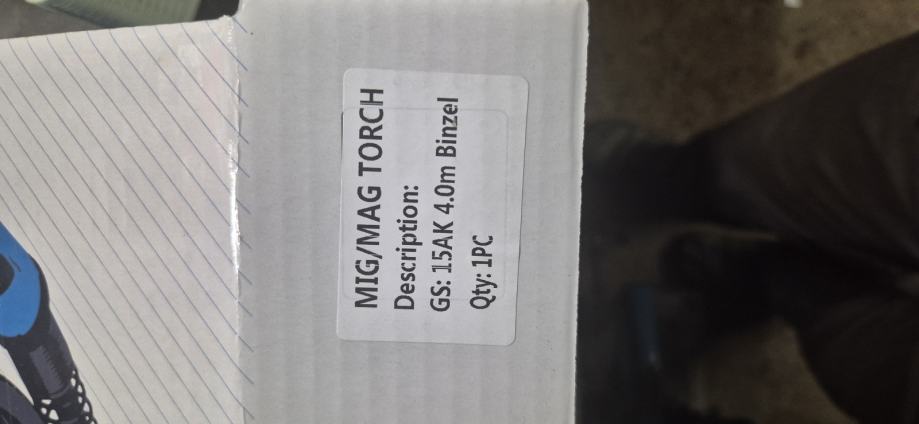 MIG/MAG TORCH
Description:
GS: 15AK 4.0m Binzel
Qty: 1PC